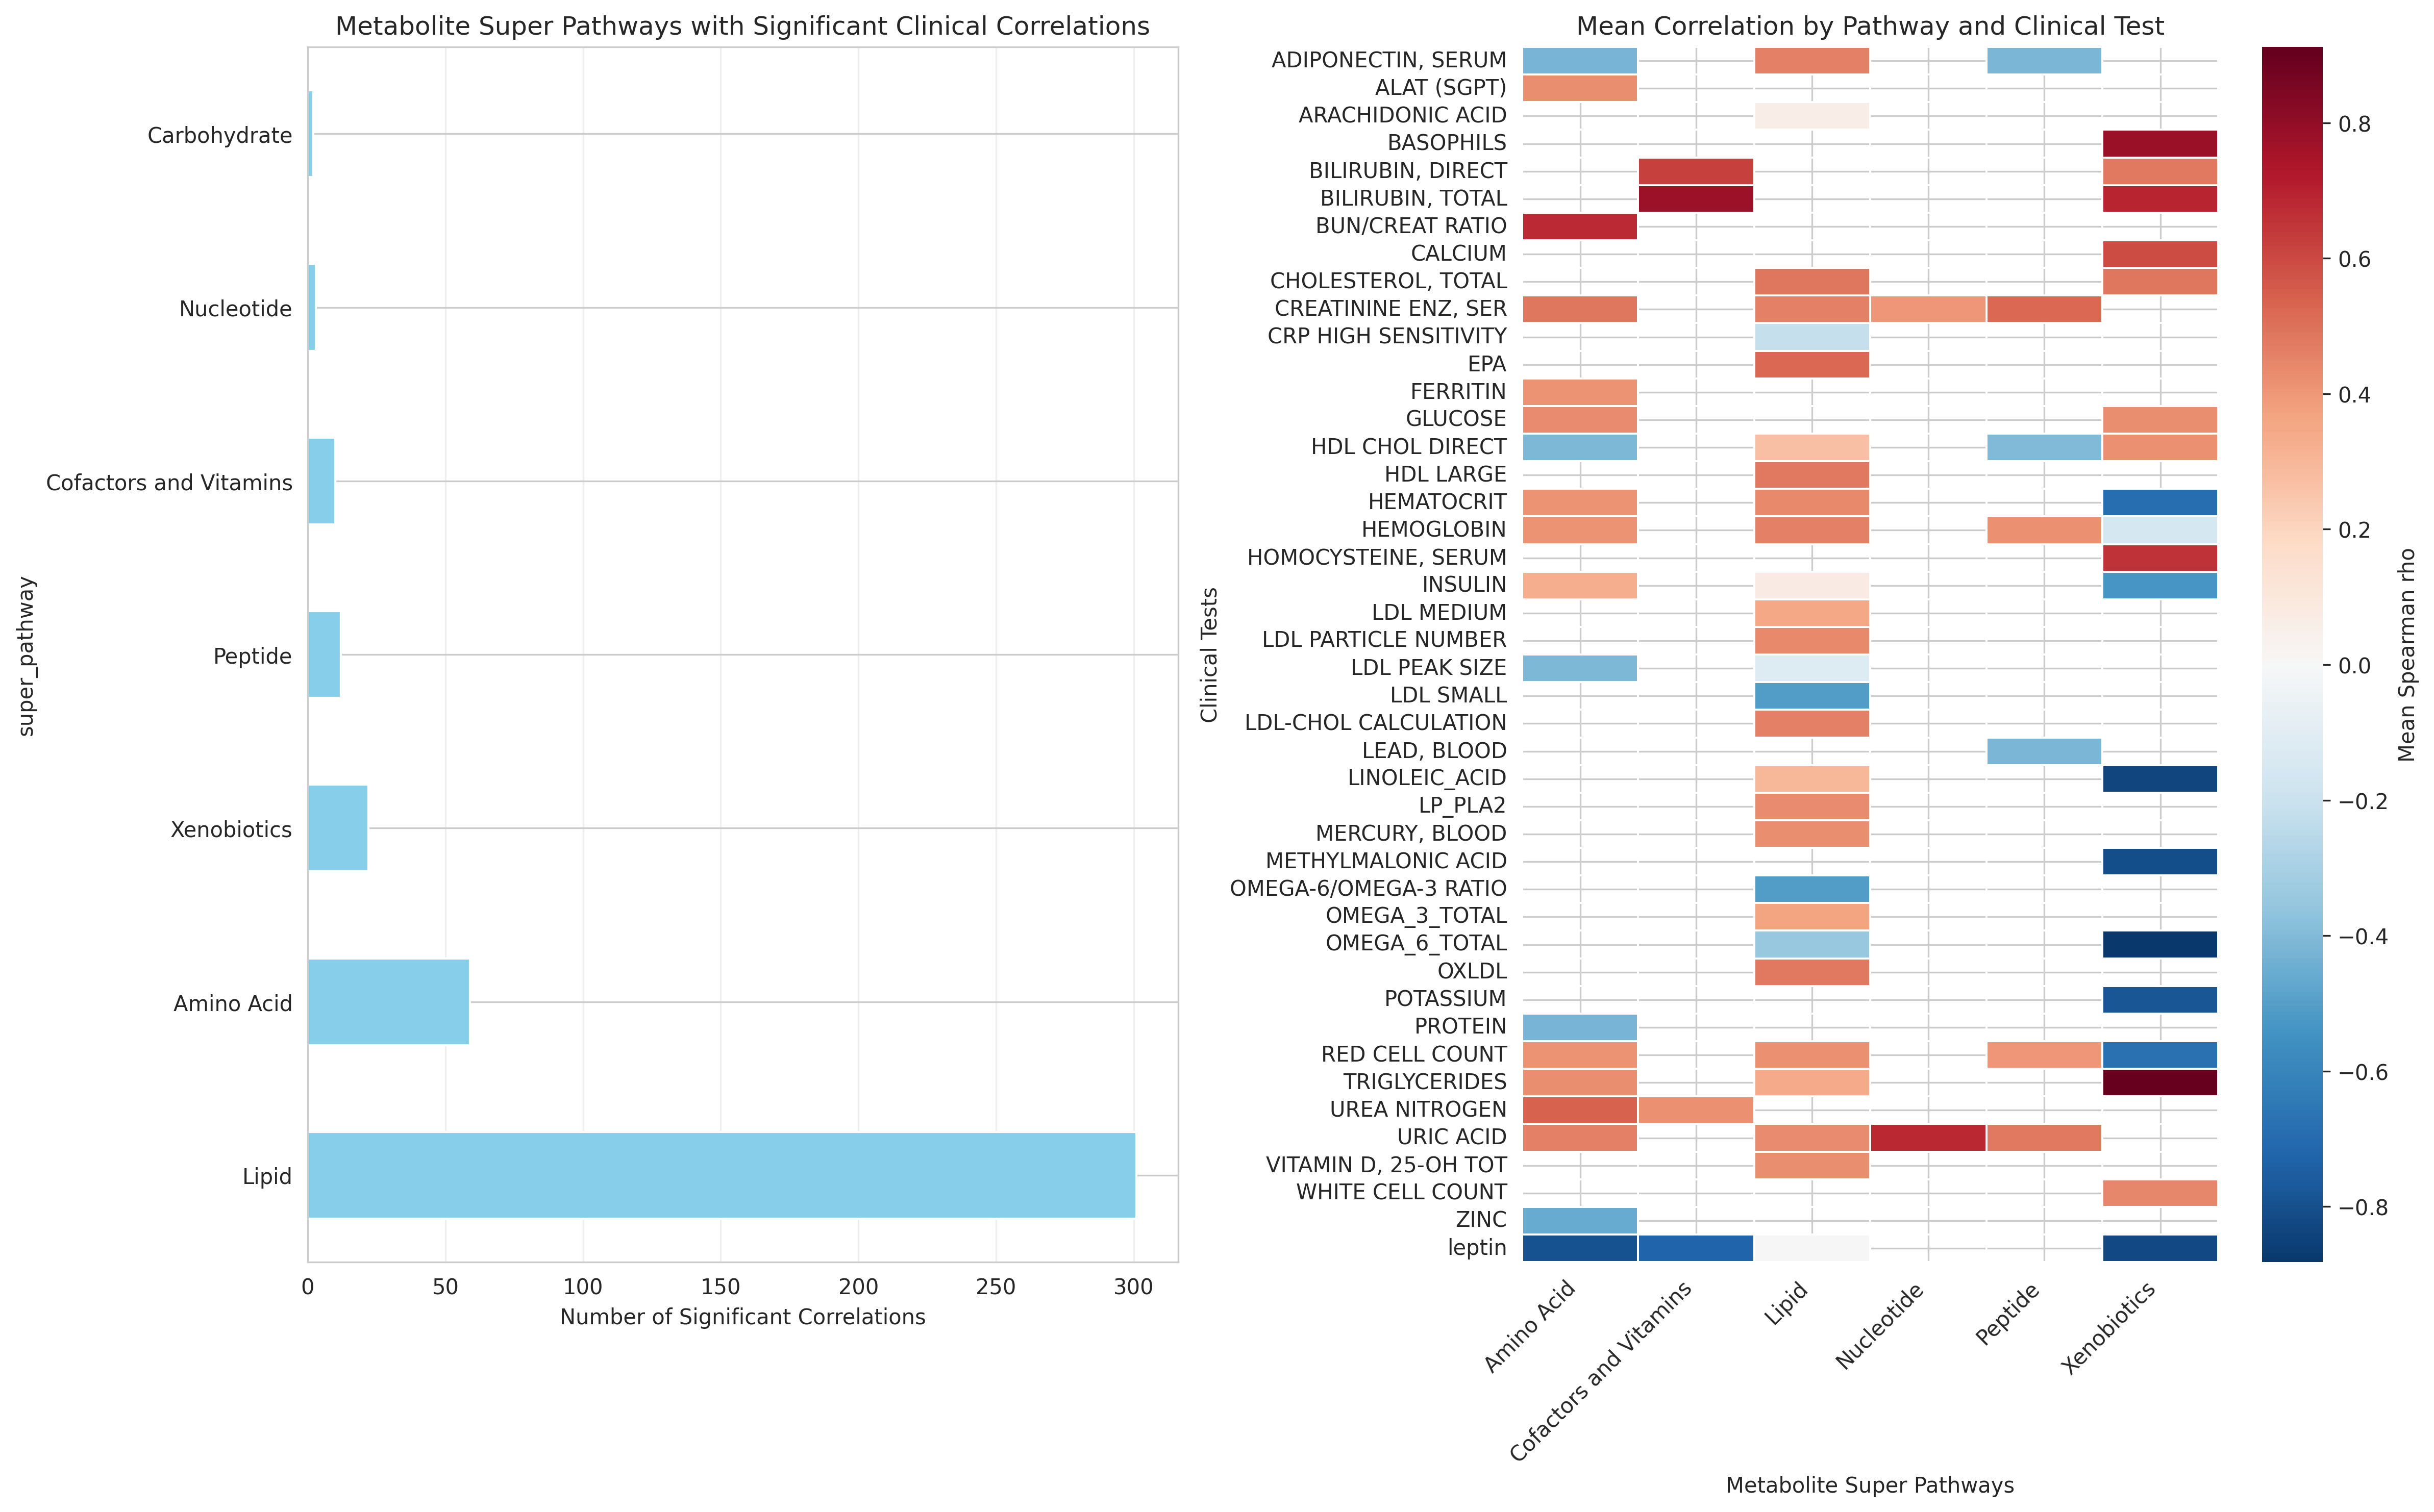 Metabolite Super Pathways with Significant Clinical Correlations
super_pathway
Carbohydrate
Nucleotide
Cofactors and Vitamins
Peptide
Xenobiotics
Amino Acid
Lipid
0 50 100 150 200 250 300
Number of Significant Correlations
Mean Correlation by Pathway and Clinical Test
Clinical Tests
ADIPONECTIN, SERUM
ALAT (SGPT)
ARACHIDONIC ACID
BASOPHILS
BILIRUBIN, DIRECT
BILIRUBIN, TOTAL
BUN/CREAT RATIO
CALCIUM
CHOLESTEROL, TOTAL
CREATININE ENZ, SER
CRP HIGH SENSITIVITY
EPA
FERRITIN
GLUCOSE
HDL CHOL DIRECT
HDL LARGE
HEMATOCRIT
HEMOGLOBIN
HOMOCYSTEINE, SERUM
INSULIN
LDL MEDIUM
LDL PARTICLE NUMBER
LDL PEAK SIZE
LDL SMALL
LDL-CHOL CALCULATION
LEAD, BLOOD
LINOLEIC_ACID
LP_PLA2
MERCURY, BLOOD
METHYLMALONIC ACID
OMEGA-6/OMEGA-3 RATIO
OMEGA_3_TOTAL
OMEGA_6_TOTAL
OXLDL
POTASSIUM
PROTEIN
RED CELL COUNT
TRIGLYCERIDES
UREA NITROGEN
URIC ACID
VITAMIN D, 25-OH TOT
WHITE CELL COUNT
ZINC
leptin
Amino Acid
Cofactors and Vitamins
Lipid
Nucleotide
Peptide
Xenobiotics
Metabolite Super Pathways
0.8
0.6
0.4
0.2
0.0
−0.2
−0.4
−0.6
−0.8
Mean Spearman rho